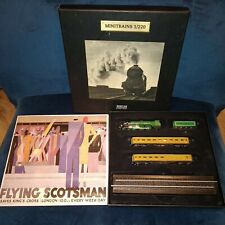 MINITRAINS 1/220
FLYING SCOTSMAN
LEAVES KING'S CROSS · LONDON · 10.0 · EVERY WEEK-DAY